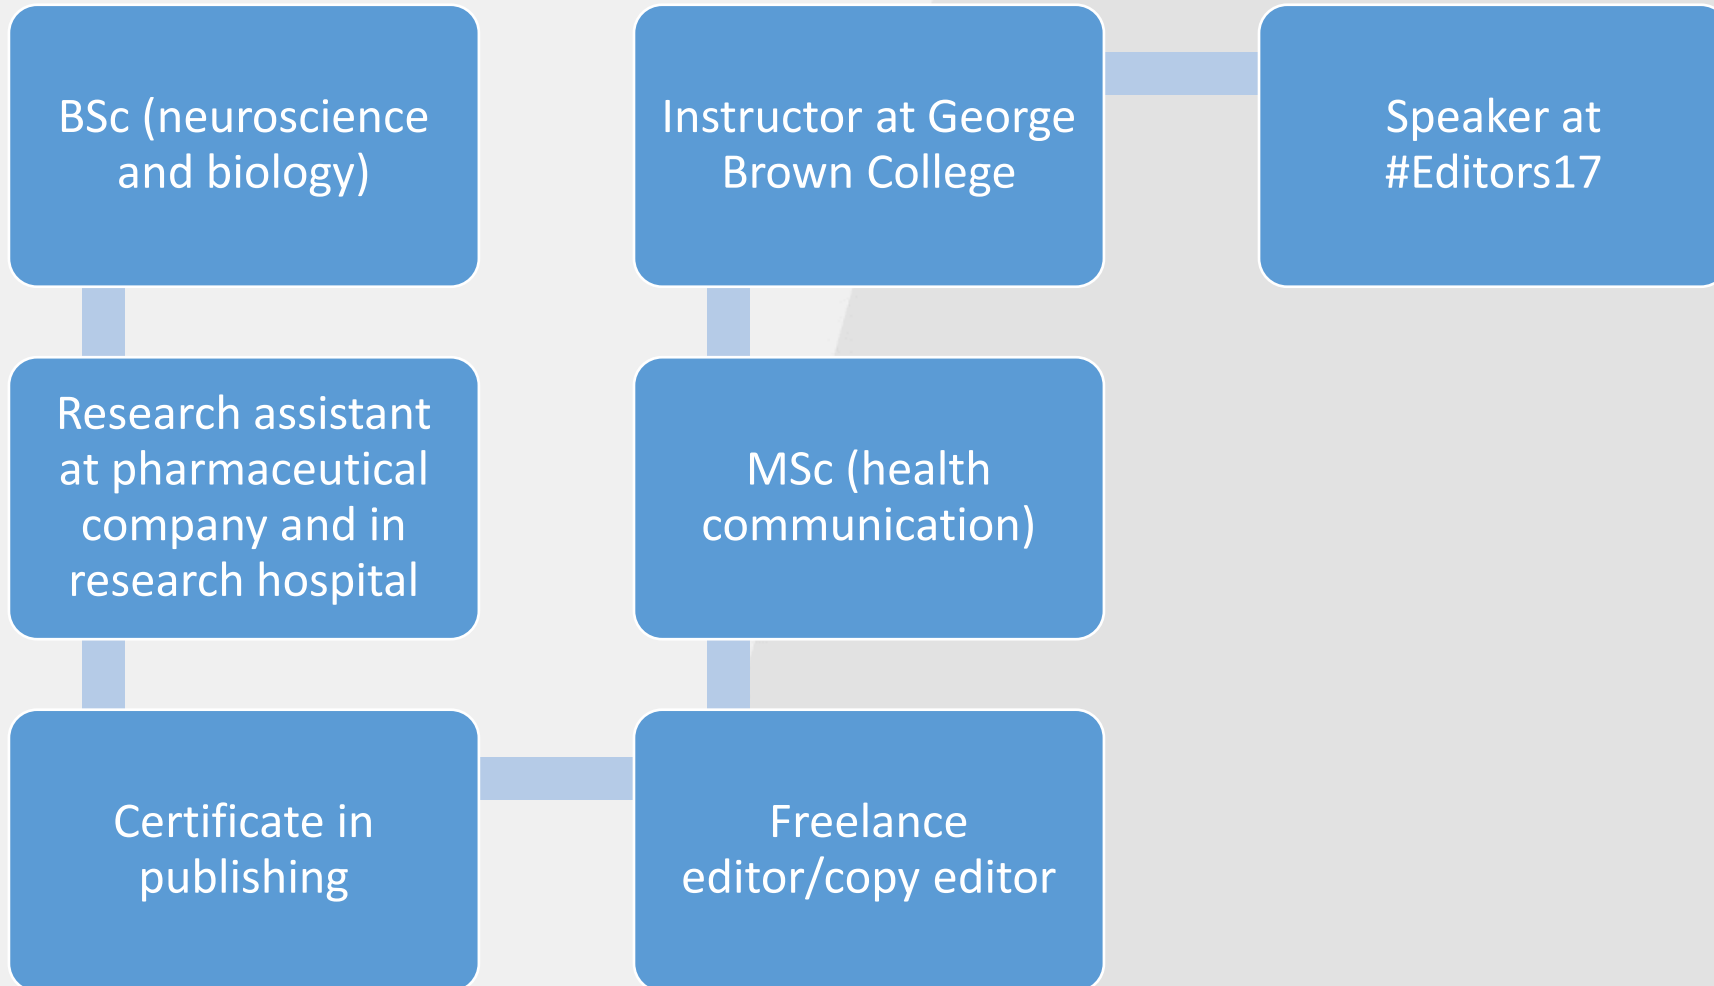 BSc (neuroscience
and biology)
Research assistant
at pharmaceutical
company and in
research hospital
Certificate in
publishing
Freelance
editor/copy editor
MSc (health
communication)
Instructor at George
Brown College
Speaker at
#Editors17